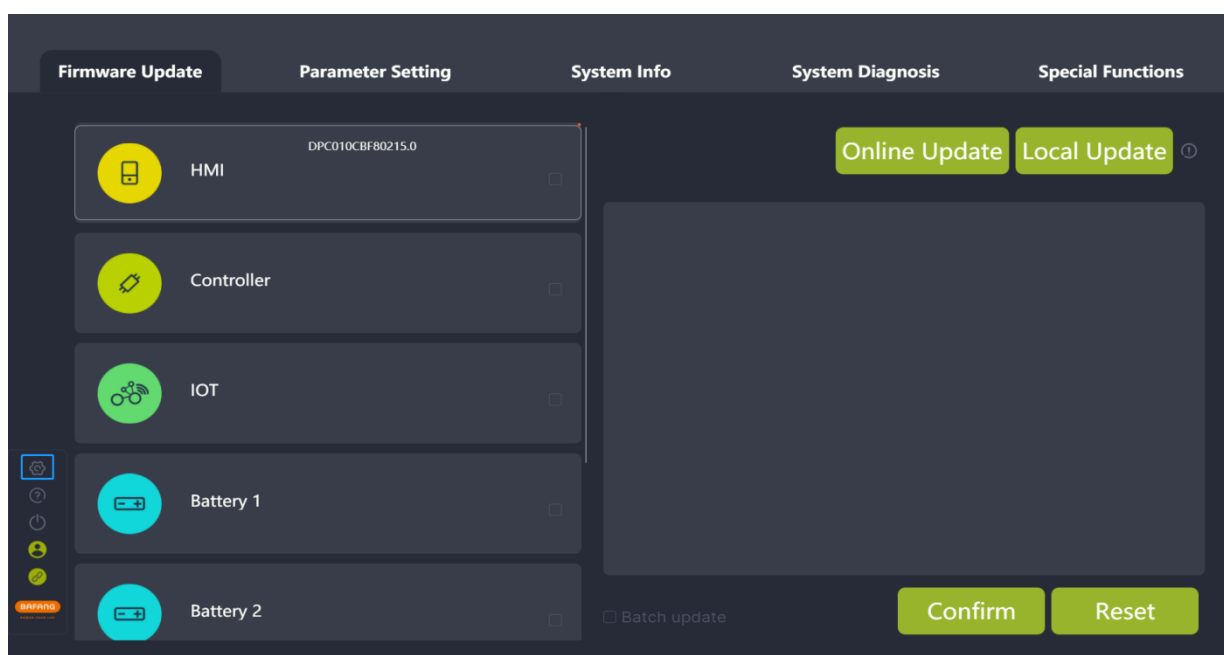 Firmware Update
Parameter Setting
System Info
System Diagnosis
Special Functions
DPC010CBF80215.0
HMI
Online Update
Local Update
Controller
IOT
Battery 1
Battery 2
BAFANG
Batch update
Confirm
Reset